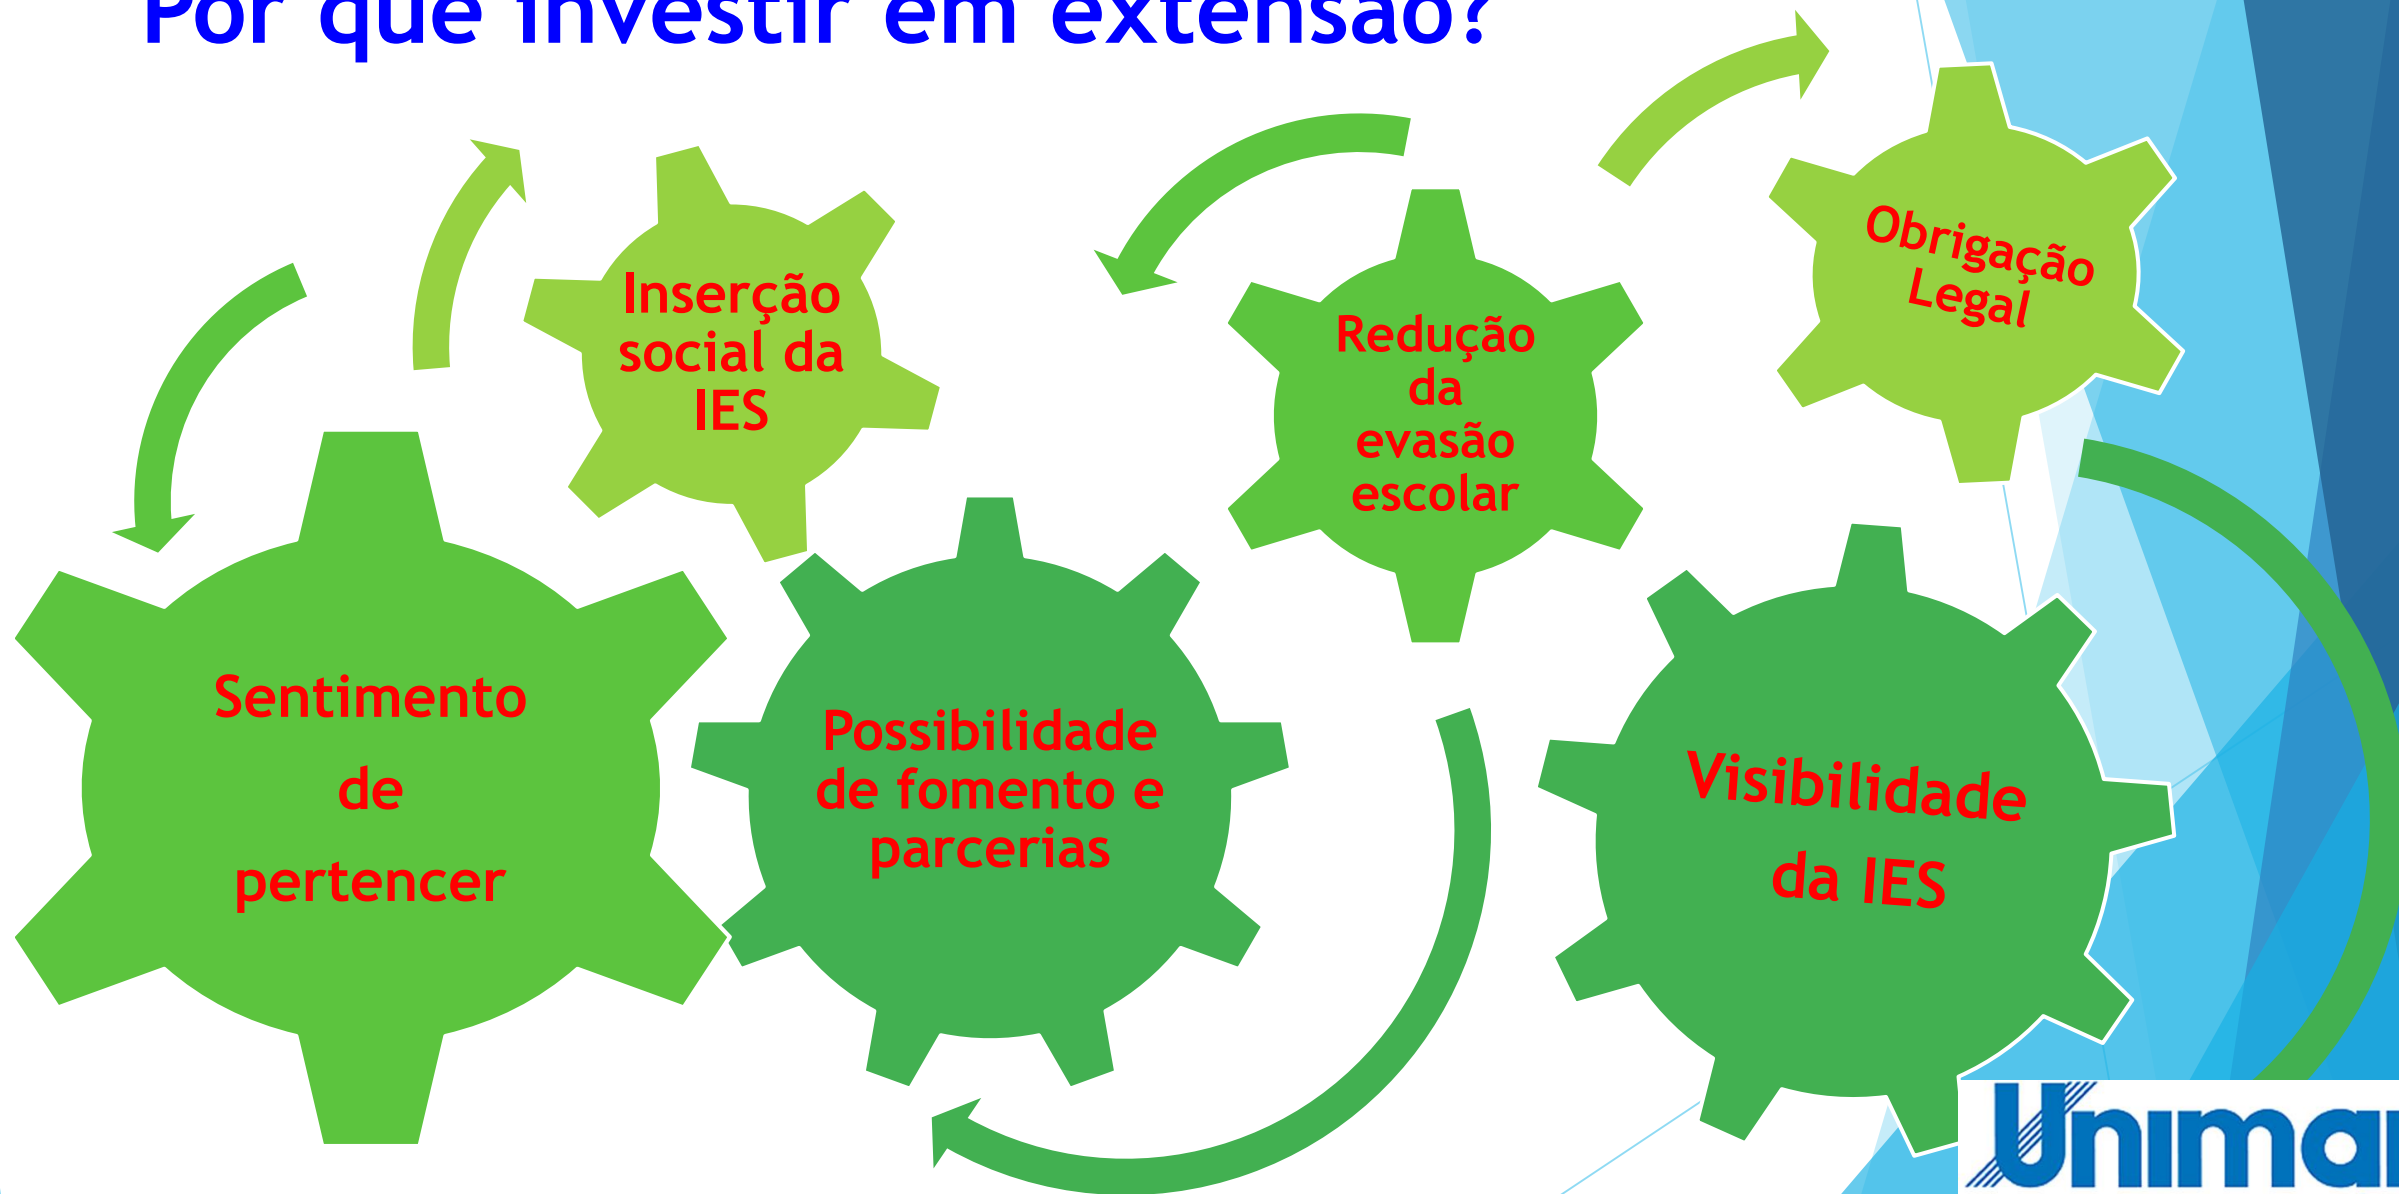 Por que investir em extensão?
Inserção
social da
IES
Redução
da
evasão
escolar
Obrigação
Legal
Sentimento
de
pertencer
Possibilidade
de fomento e
parcerias
Visibilidade
da IES